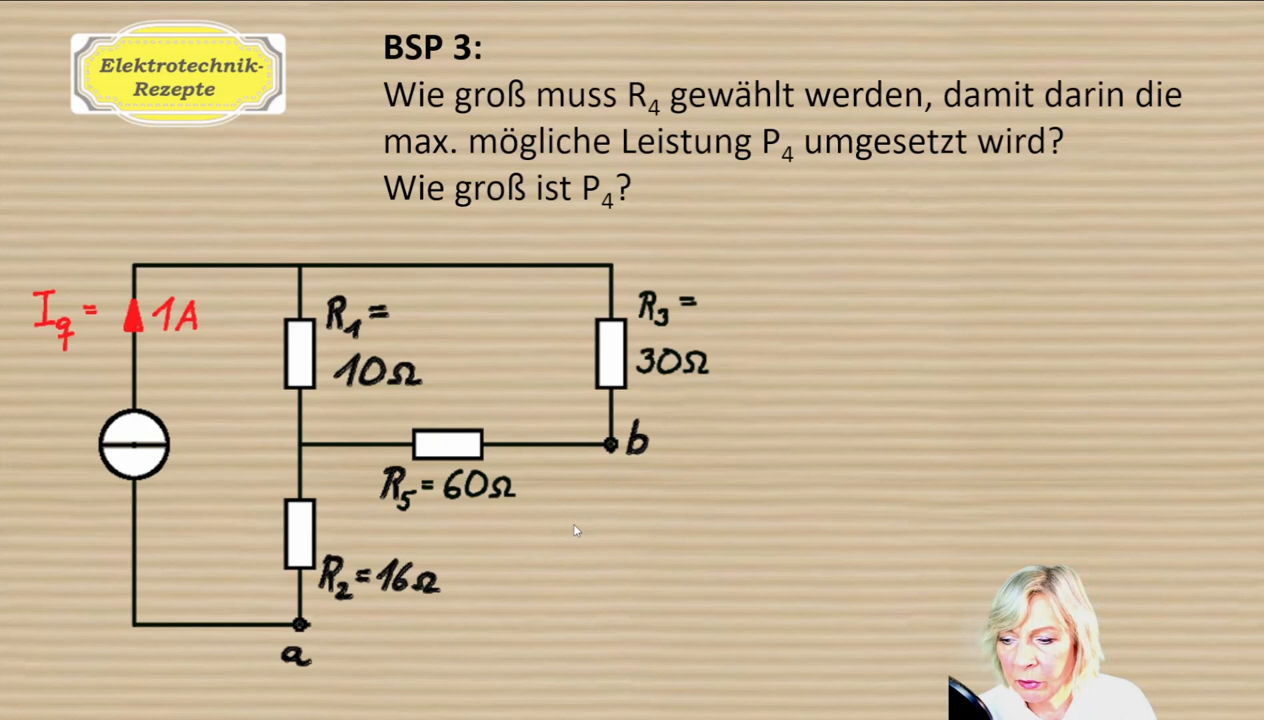 Elektrotechnik-
Rezepte
BSP 3:
Wie groß muss R₄ gewählt werden, damit darin die
max. mögliche Leistung P₄ umgesetzt wird?
Wie groß ist P₄?
I_q = 1A
R₁ =
10Ω
R₃ =
30Ω
b
R₅ = 60Ω
R₂ = 16Ω
a